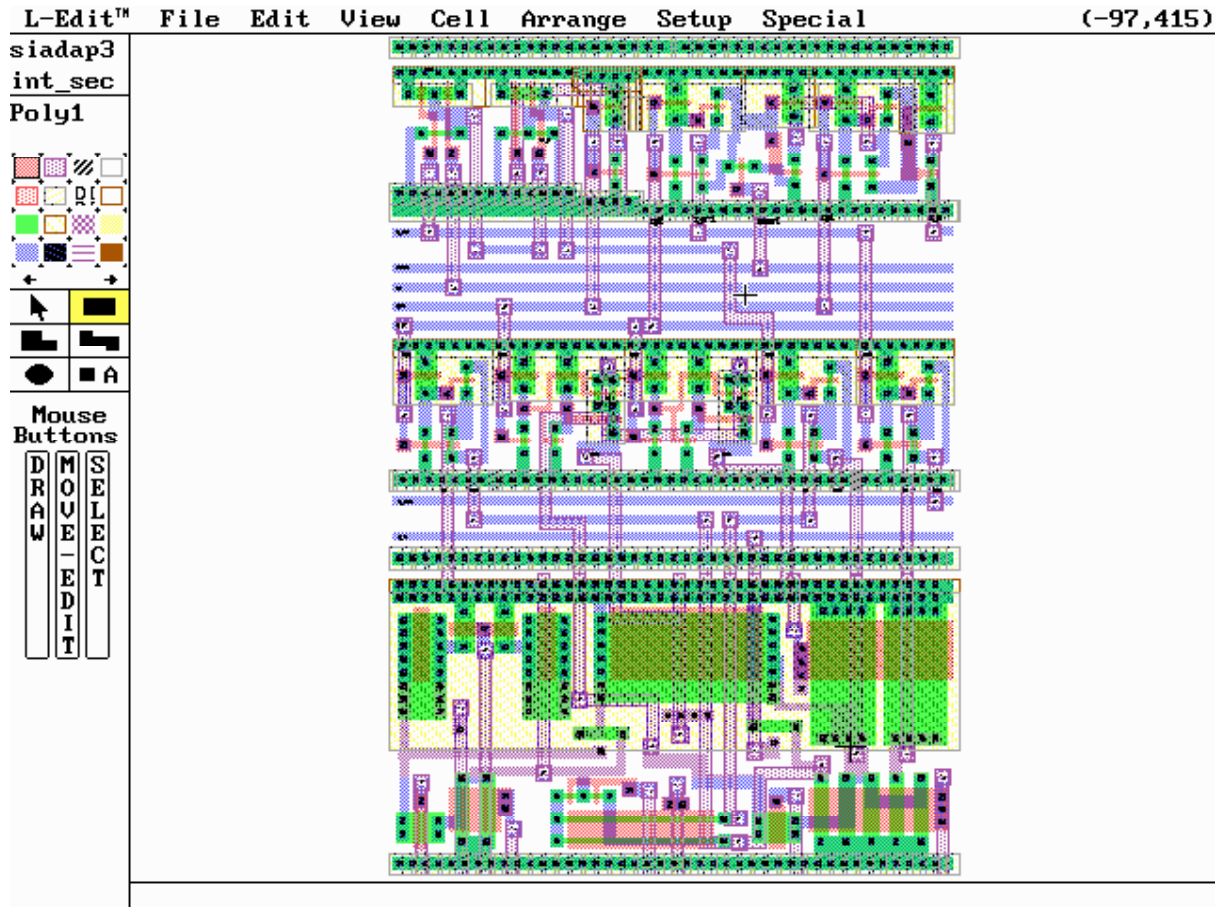 L-Edit™ File Edit View Cell Arrange Setup Special (-97,415)
siadap3
int_sec
Poly1
A
Mouse
Buttons
DRAW
MOVE-EDIT
SELECT